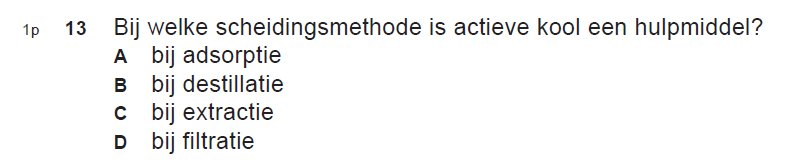 1p 13 Bij welke scheidingsmethode is actieve kool een hulpmiddel?
A bij adsorptie
B bij destillatie
C bij extractie
D bij filtratie